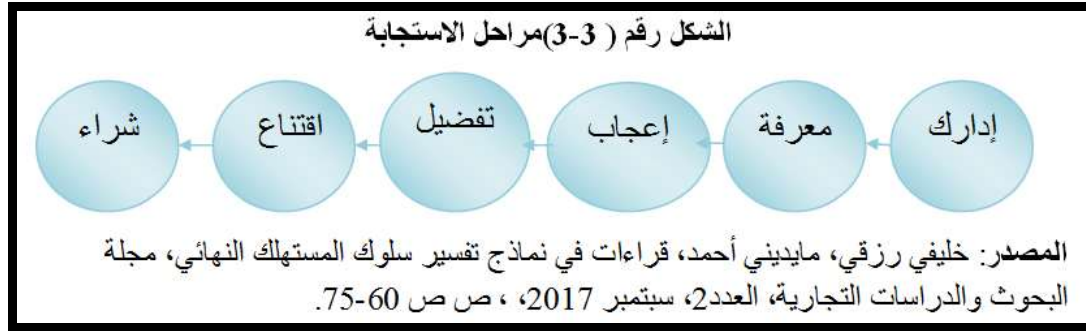 الشكل رقم ( 3-3)مراحل الاستجابة
إدارك
معرفة
إعجاب
تفضيل
اقتناع
شراء
المصدر: خليفي رزقي، مايديني أحمد، قراءات في نماذج تفسير سلوك المستهلك النهائي، مجلة
البحوث والدراسات التجارية، العدد2، سبتمبر 2017، ، ص ص 60-75.